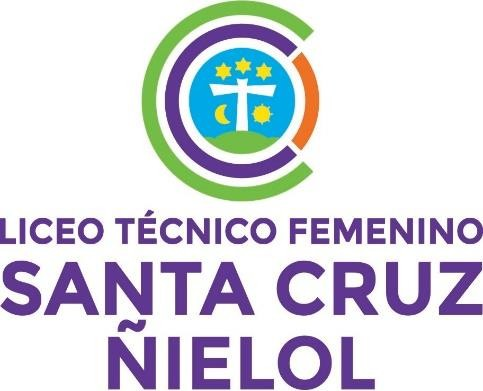 LICEO TÉCNICO FEMENINO
SANTA CRUZ
ÑIELOL